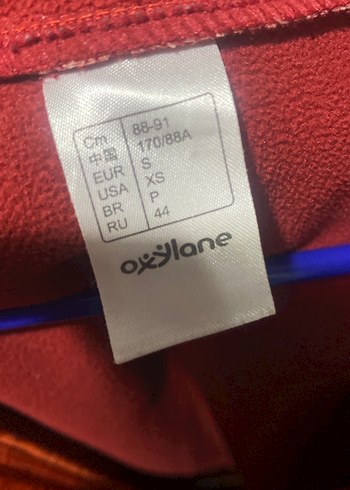 Cm 88-91
中国 170/88A
EUR S
USA XS
BR P
RU 44
oxylane